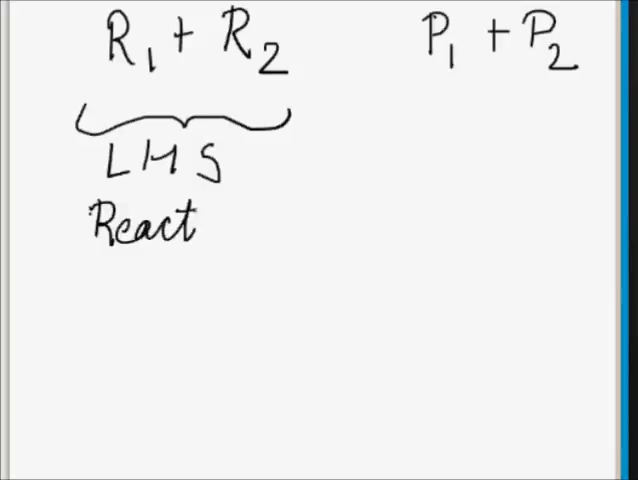 R₁ + R₂ P₁ + P₂
LHS
React